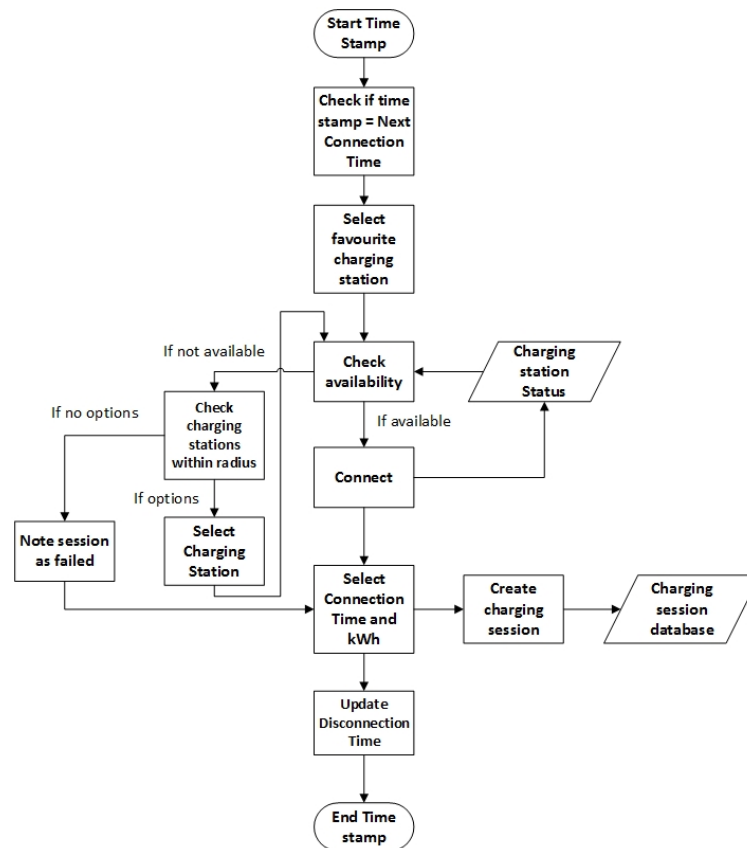 Start Time
Stamp
Check if time
stamp = Next
Connection
Time
Select
favourite
charging
station
If not available
Check
availability
Charging
station
Status
If no options
Check
charging
stations
within radius
If available
Connect
If options
Note session
as failed
Select
Charging
Station
Select
Connection
Time and
kWh
Create
charging
session
Charging
session
database
Update
Disconnection
Time
End Time
stamp